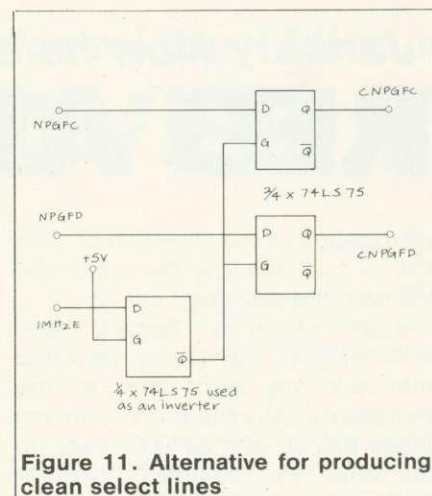 NPGFC
D
Q
CNPGFC
G
Q̅
3/4 x 74LS75
NPGFD
D
Q
CNPGFD
G
Q̅
+5V
1MHzE
D
G
Q̅
1/4 x 74LS75 used
as an inverter
Figure 11. Alternative for producing
clean select lines